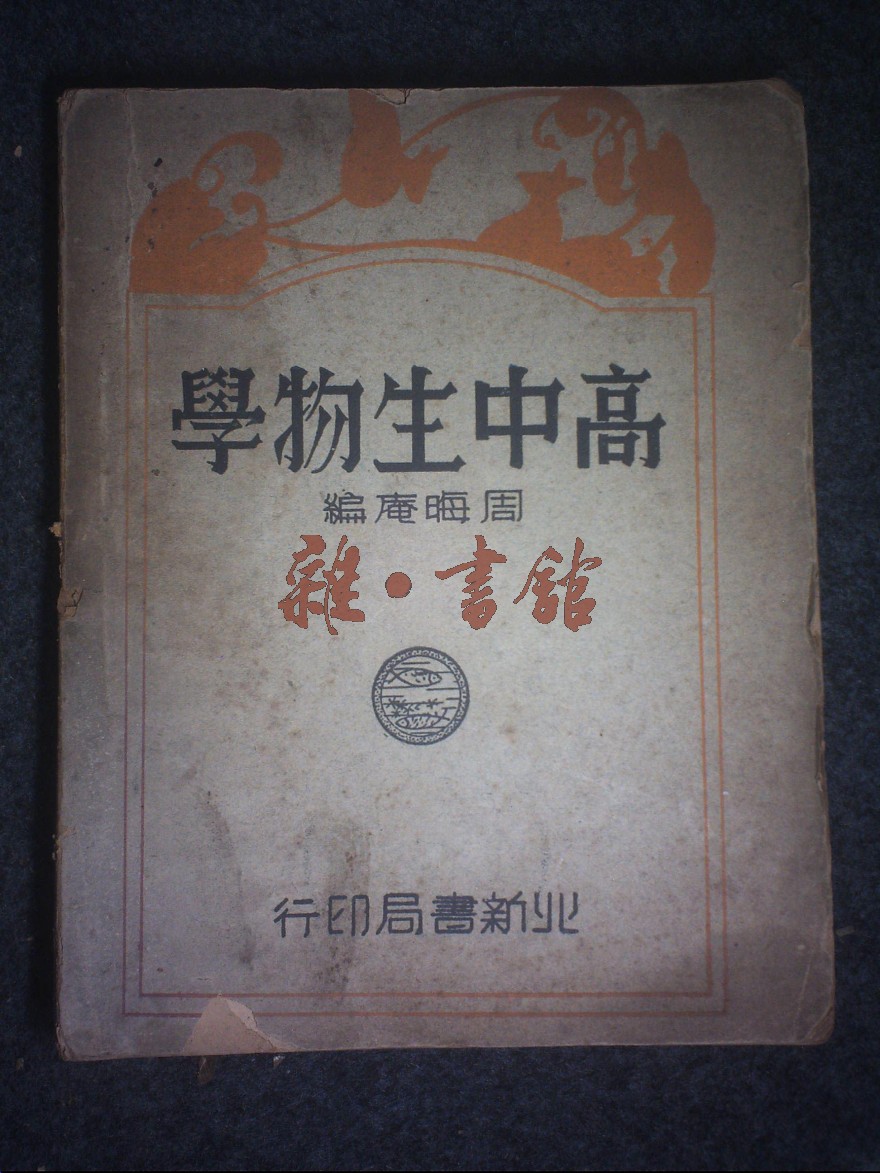 高中生物學
周晦庵編
雜·書館
北新書局印行